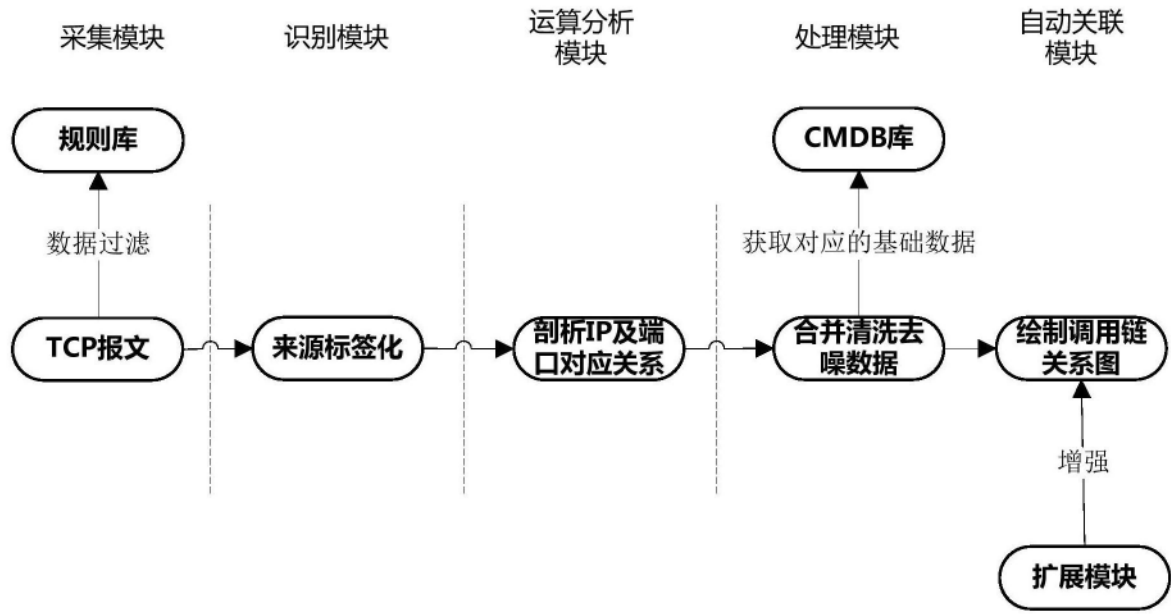 采集模块
识别模块
运算分析
模块
处理模块
自动关联
模块
规则库
CMDB库
数据过滤
获取对应的基础数据
TCP报文
来源标签化
剖析IP及端
口对应关系
合并清洗去
噪数据
绘制调用链
关系图
增强
扩展模块